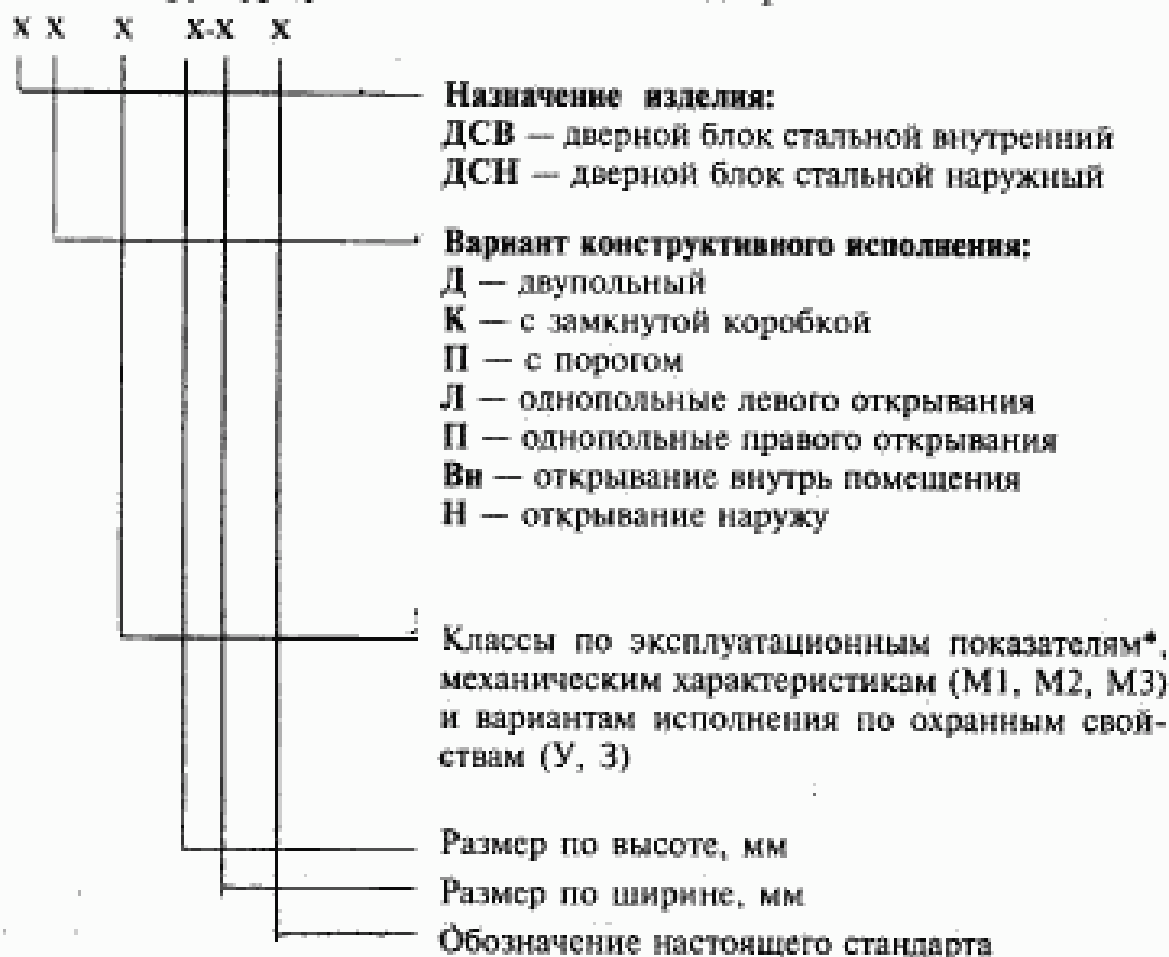 X X X X-X X
Назначение изделия:
ДСВ — дверной блок стальной внутренний
ДСН — дверной блок стальной наружный
Вариант конструктивного исполнения:
Д — двупольный
К — с замкнутой коробкой
П — с порогом
Л — однопольные левого открывания
П — однопольные правого открывания
Вн — открывание внутрь помещения
Н — открывание наружу
Классы по эксплуатационным показателям*,
механическим характеристикам (М1, М2, М3)
и вариантам исполнения по охранным свой-
ствам (У, З)
Размер по высоте, мм
Размер по ширине, мм
Обозначение настоящего стандарта